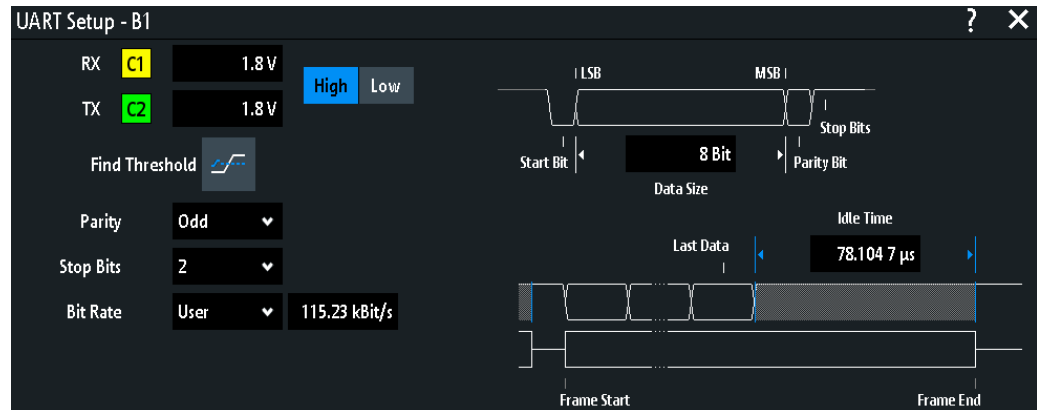 UART Setup - B1 ? ✕
RX C1 1.8 V
TX C2 1.8 V
High Low
Find Threshold
Parity Odd
Stop Bits 2
Bit Rate User 115.23 kBit/s
LSB MSB
Stop Bits
Start Bit 8 Bit Parity Bit
Data Size
Idle Time
Last Data 78.104 7 µs
Frame Start Frame End